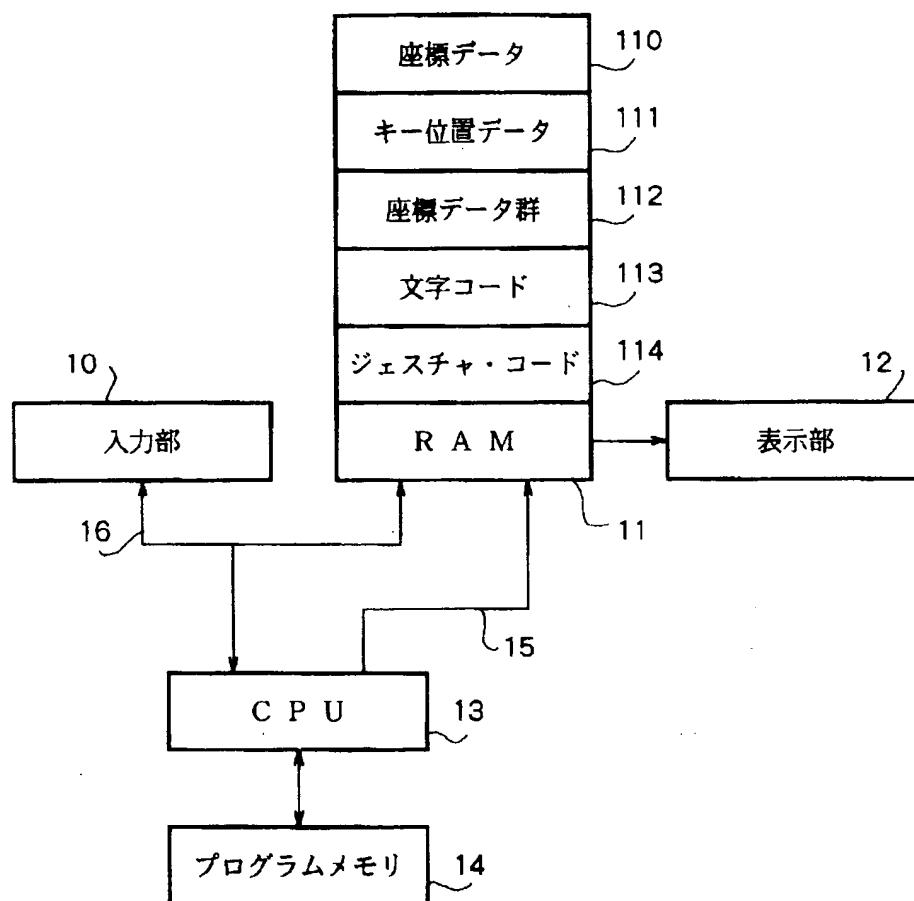 座標データ
110
キー位置データ
111
座標データ群
112
文字コード
113
ジェスチャ・コード
114
10
入力部
RAM
12
表示部
16
11
15
CPU
13
プログラムメモリ
14